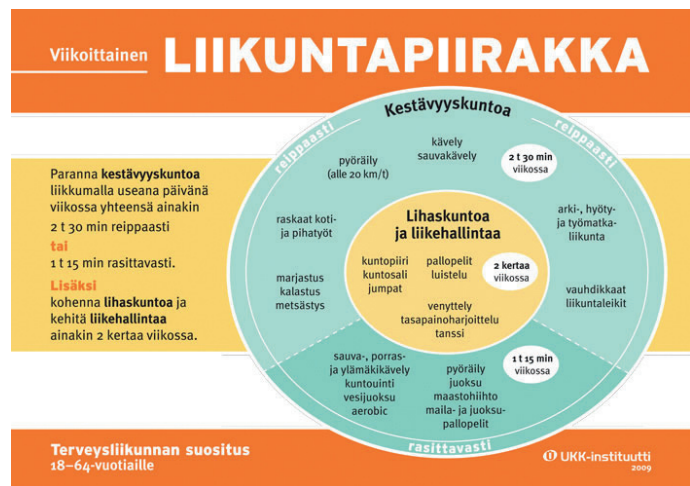 Viikoittainen LIIKUNTAPIIRAKKA
Paranna kestävyyskuntoa
liikkumalla useana päivänä
viikossa yhteensä ainakin
2 t 30 min reippaasti
tai
1 t 15 min rasittavasti.
Lisäksi
kohenna lihaskuntoa ja
kehitä liikehallintaa
ainakin 2 kertaa viikossa.
Kestävyyskuntoa
reippaasti
reippaasti
kävely
sauvakävely
2 t 30 min
viikossa
pyöräily
(alle 20 km/t)
raskaat koti-
ja pihatyöt
arki-, hyöty-
ja työmatka-
liikunta
marjastus
kalastus
metsästys
vauhdikkaat
liikuntaleikit
Lihaskuntoa
ja liikehallintaa
kuntopiiri
kuntosali
jumpat
pallopelit
luistelu
2 kertaa
viikossa
venyttely
tasapainoharjoittelu
tanssi
sauva-, porras-
ja ylämäkikävely
kuntouinti
vesijuoksu
aerobic
pyöräily
juoksu
maastohiihto
maila- ja juoksu-
pallopelit
1 t 15 min
viikossa
rasittavasti
Terveysliikunnan suositus
18–64-vuotiaille
UKK-instituutti
2009